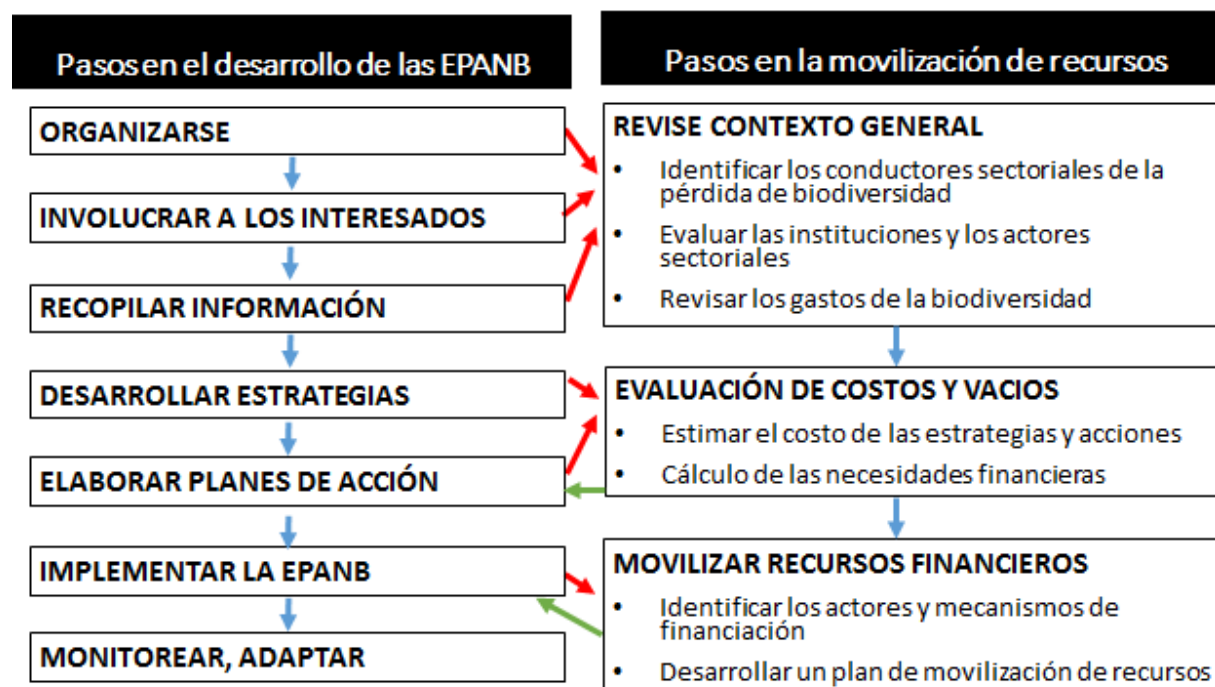 Pasos en el desarrollo de las EPANB
ORGANIZARSE
INVOLUCRAR A LOS INTERESADOS
RECOPILAR INFORMACIÓN
DESARROLLAR ESTRATEGIAS
ELABORAR PLANES DE ACCIÓN
IMPLEMENTAR LA EPANB
MONITOREAR, ADAPTAR
Pasos en la movilización de recursos
REVISE CONTEXTO GENERAL
• Identificar los conductores sectoriales de la
pérdida de biodiversidad
• Evaluar las instituciones y los actores
sectoriales
• Revisar los gastos de la biodiversidad
EVALUACIÓN DE COSTOS Y VACIOS
• Estimar el costo de las estrategias y acciones
• Cálculo de las necesidades financieras
MOVILIZAR RECURSOS FINANCIEROS
• Identificar los actores y mecanismos de
financiación
• Desarrollar un plan de movilización de recursos